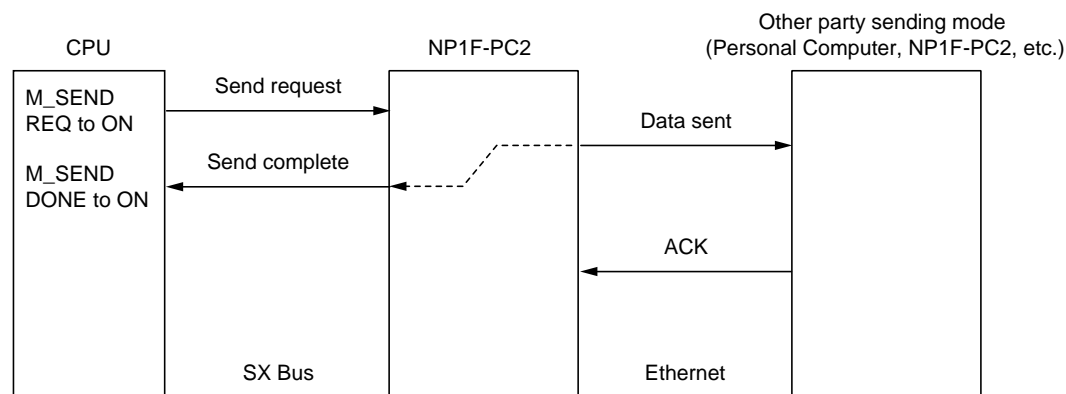 CPU
NP1F-PC2
Other party sending mode
(Personal Computer, NP1F-PC2, etc.)
M_SEND
REQ to ON
Send request
Data sent
M_SEND
DONE to ON
Send complete
ACK
SX Bus
Ethernet